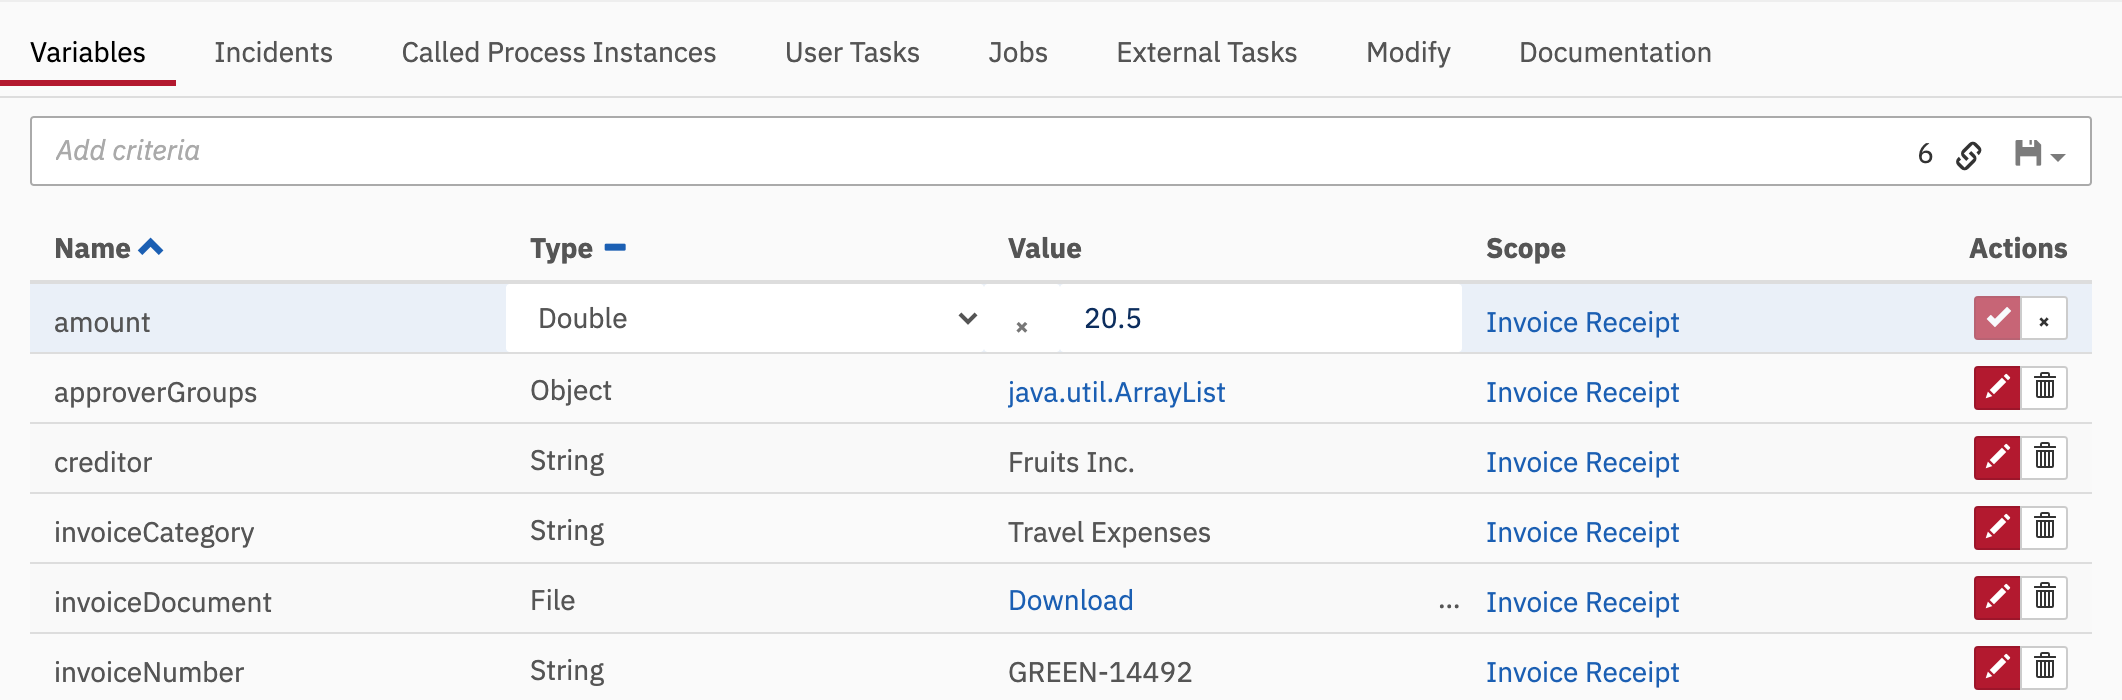 Variables Incidents Called Process Instances User Tasks Jobs External Tasks Modify Documentation
Add criteria 6
Name Type Value Scope Actions
amount Double × 20.5 Invoice Receipt ×
approverGroups Object java.util.ArrayList Invoice Receipt
creditor String Fruits Inc. Invoice Receipt
invoiceCategory String Travel Expenses Invoice Receipt
invoiceDocument File Download ... Invoice Receipt
invoiceNumber String GREEN-14492 Invoice Receipt